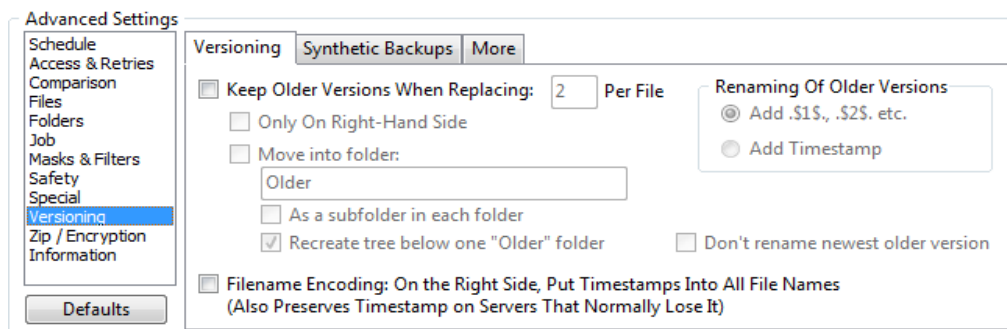 Advanced Settings
Schedule
Access & Retries
Comparison
Files
Folders
Job
Masks & Filters
Safety
Special
Versioning
Zip / Encryption
Information
Defaults
Versioning Synthetic Backups More
Keep Older Versions When Replacing: 2 Per File
Only On Right-Hand Side
Move into folder:
Older
As a subfolder in each folder
Recreate tree below one "Older" folder
Renaming Of Older Versions
Add .$1$., .$2$. etc.
Add Timestamp
Don't rename newest older version
Filename Encoding: On the Right Side, Put Timestamps Into All File Names
(Also Preserves Timestamp on Servers That Normally Lose It)